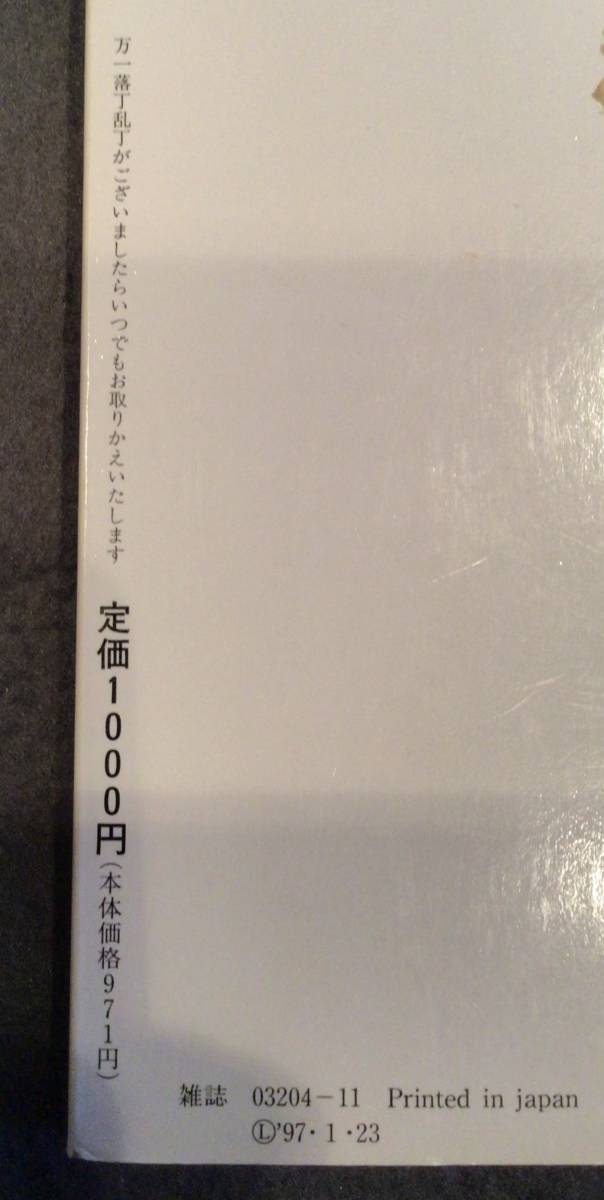 万一落丁乱丁がございましたらいつでもお取りかえいたします
定価1000円(本体価格971円)
雑誌 03204-11 Printed in japan
Ⓛ'97・1・23